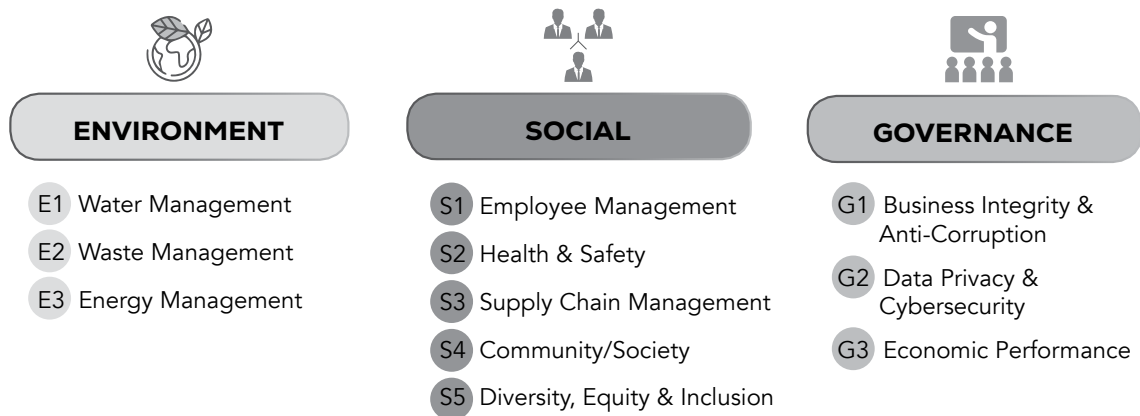 ENVIRONMENT
E1 Water Management
E2 Waste Management
E3 Energy Management
SOCIAL
S1 Employee Management
S2 Health & Safety
S3 Supply Chain Management
S4 Community/Society
S5 Diversity, Equity & Inclusion
GOVERNANCE
G1 Business Integrity &
Anti-Corruption
G2 Data Privacy &
Cybersecurity
G3 Economic Performance